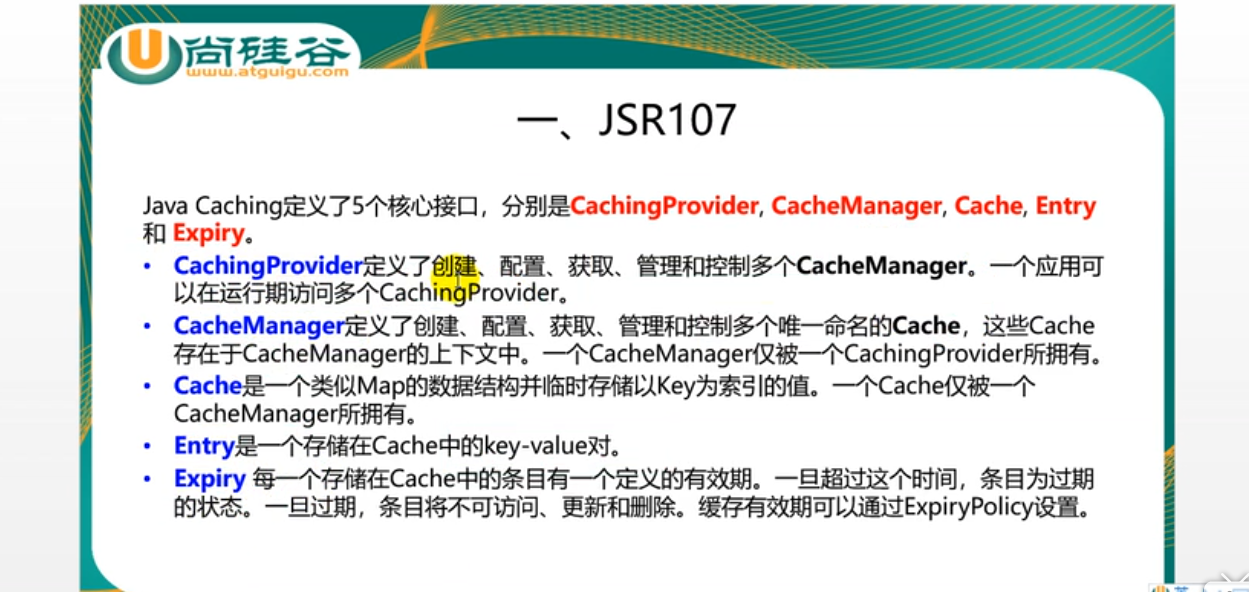 尚硅谷
www.atguigu.com
一、JSR107
Java Caching定义了5个核心接口，分别是CachingProvider, CacheManager, Cache, Entry
和 Expiry。
• CachingProvider定义了创建、配置、获取、管理和控制多个CacheManager。一个应用可
以在运行期访问多个CachingProvider。
• CacheManager定义了创建、配置、获取、管理和控制多个唯一命名的Cache，这些Cache
存在于CacheManager的上下文中。一个CacheManager仅被一个CachingProvider所拥有。
• Cache是一个类似Map的数据结构并临时存储以Key为索引的值。一个Cache仅被一个
CacheManager所拥有。
• Entry是一个存储在Cache中的key-value对。
• Expiry 每一个存储在Cache中的条目有一个定义的有效期。一旦超过这个时间，条目为过期
的状态。一旦过期，条目将不可访问、更新和删除。缓存有效期可以通过ExpiryPolicy设置。